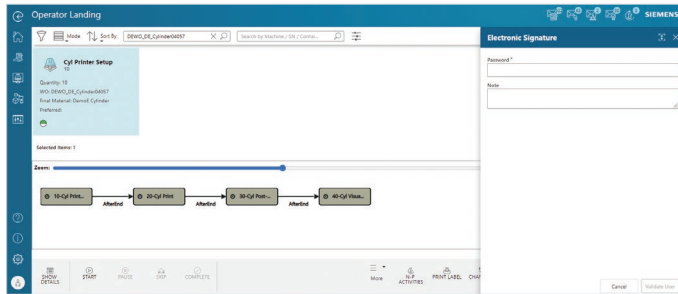 Operator Landing
SIEMENS
Mode
Sort By
DEWO_DE_Cylinder04057
Search by Machine / SN / Contai...
Cyl Printer Setup
10
Quantity: 10
WO: DEWO_DE_Cylinder04057
Final Material: DemoE Cylinder
Preferred:
Selected Items: 1
Zoom:
10-Cyl Print...
AfterEnd
20-Cyl Print
AfterEnd
30-Cyl Post-...
AfterEnd
40-Cyl Visua...
SHOW DETAILS
START
PAUSE
SKIP
COMPLETE
More
N-P ACTIVITIES
PRINT LABEL
Electronic Signature
Password *
Note
Cancel
Validate User